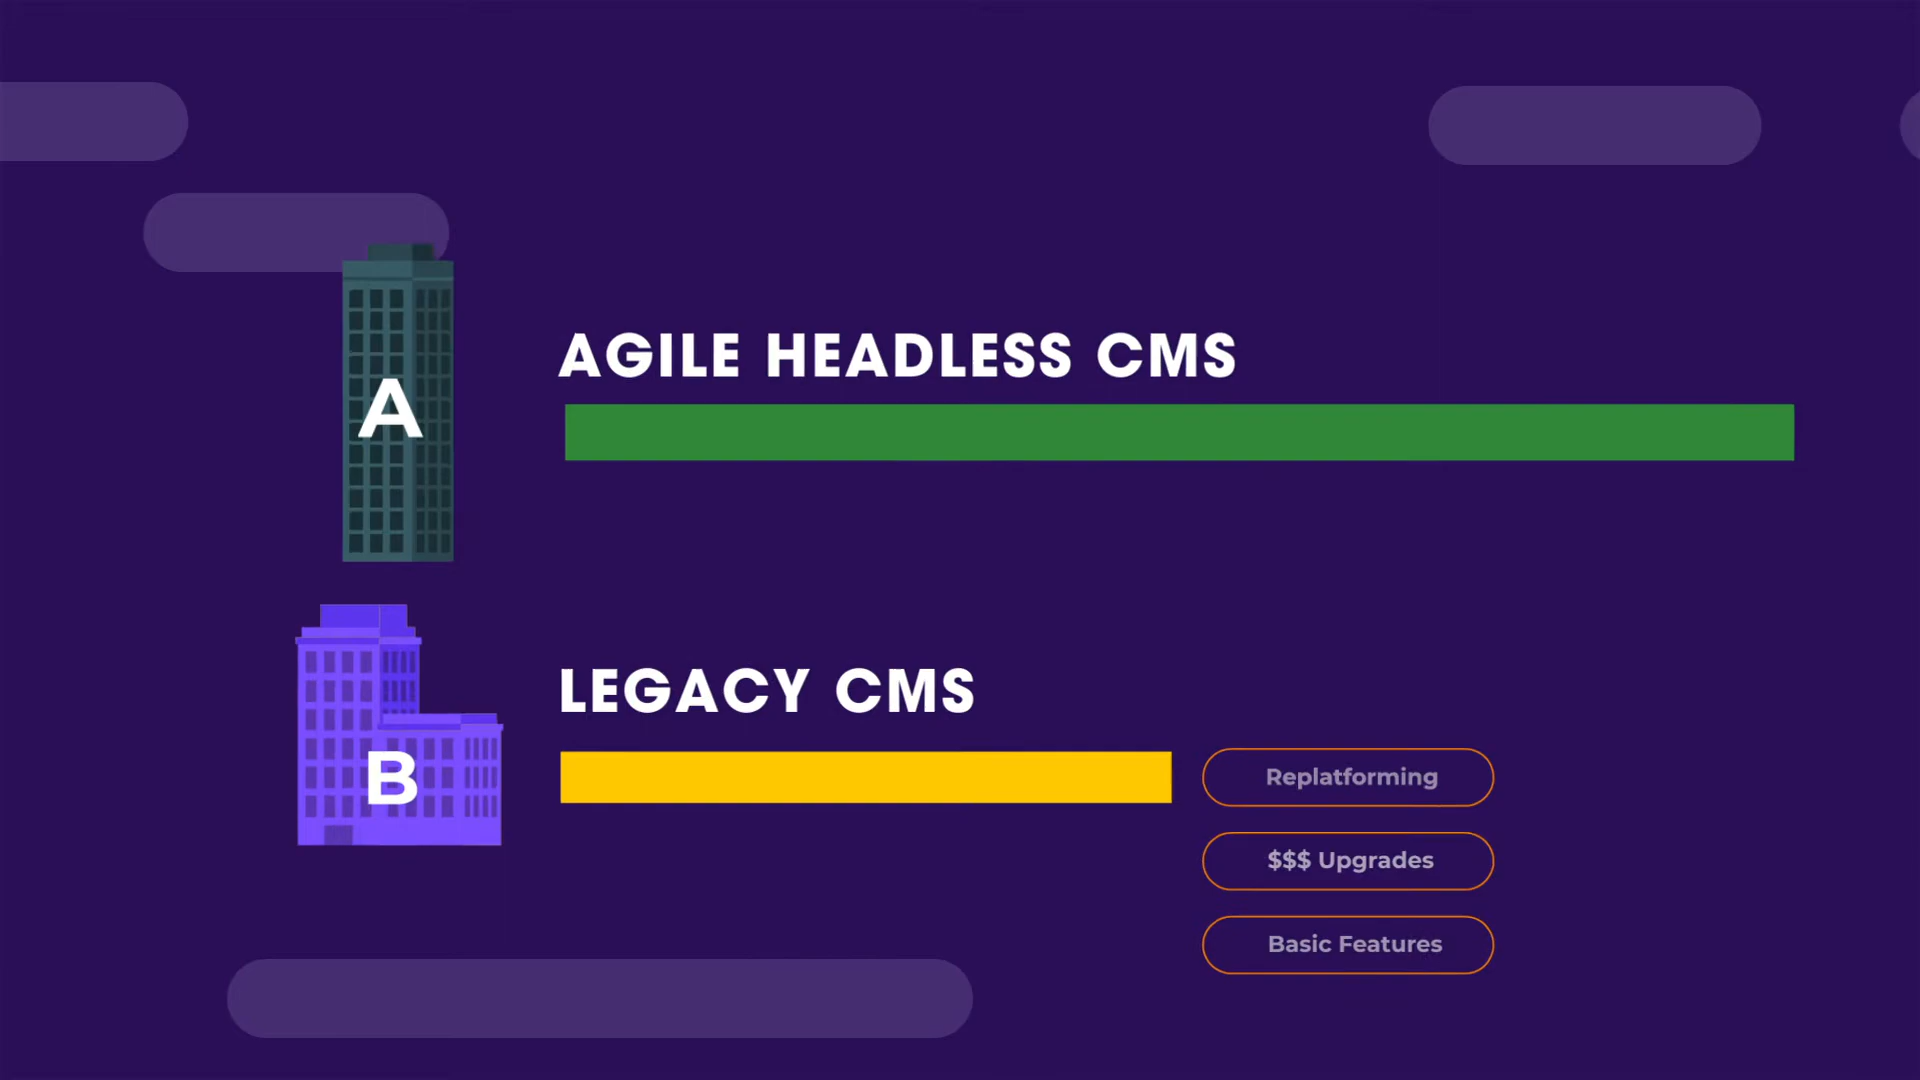 A
AGILE HEADLESS CMS
B
LEGACY CMS
Replatforming
$$$ Upgrades
Basic Features